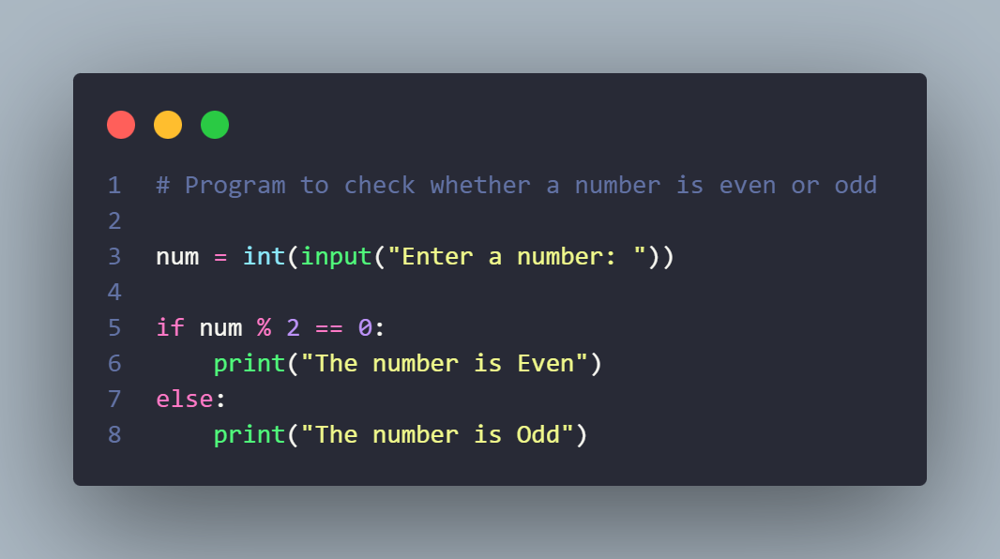 1 # Program to check whether a number is even or odd
2
3 num = int(input("Enter a number: "))
4
5 if num % 2 == 0:
6     print("The number is Even")
7 else:
8     print("The number is Odd")